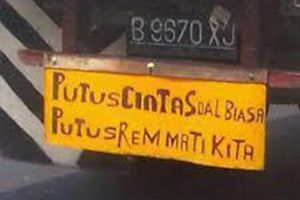 B 9670 XJ
PUTUS CINTA SOAL BIASA
PUTUS REM MATI KITA